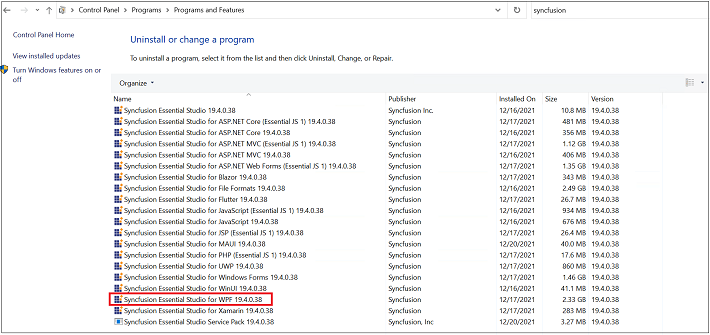 Control Panel > Programs > Programs and Features
syncfusion
Control Panel Home
View installed updates
Turn Windows features on or
off
Uninstall or change a program
To uninstall a program, select it from the list and then click Uninstall, Change, or Repair.
Organize
Name Publisher Installed On Size Version
Syncfusion Essential Studio 19.4.0.38 Syncfusion Inc. 12/16/2021 10.8 MB 19.4.0.38
Syncfusion Essential Studio for ASP.NET Core (Essential JS 1) 19.4.0.38 Syncfusion 12/17/2021 481 MB 19.4.0.38
Syncfusion Essential Studio for ASP.NET Core 19.4.0.38 Syncfusion 12/16/2021 356 MB 19.4.0.38
Syncfusion Essential Studio for ASP.NET MVC (Essential JS 1) 19.4.0.38 Syncfusion 12/17/2021 1.12 GB 19.4.0.38
Syncfusion Essential Studio for ASP.NET MVC 19.4.0.38 Syncfusion 12/16/2021 406 MB 19.4.0.38
Syncfusion Essential Studio for ASP.NET Web Forms (Essential JS 1) 19.4.0.38 Syncfusion 12/17/2021 1.35 GB 19.4.0.38
Syncfusion Essential Studio for Blazor 19.4.0.38 Syncfusion 12/17/2021 343 MB 19.4.0.38
Syncfusion Essential Studio for File Formats 19.4.0.38 Syncfusion 12/16/2021 2.49 GB 19.4.0.38
Syncfusion Essential Studio for Flutter 19.4.0.38 Syncfusion 12/17/2021 26.7 MB 19.4.0.38
Syncfusion Essential Studio for JavaScript (Essential JS 1) 19.4.0.38 Syncfusion 12/16/2021 934 MB 19.4.0.38
Syncfusion Essential Studio for JavaScript 19.4.0.38 Syncfusion 12/16/2021 676 MB 19.4.0.38
Syncfusion Essential Studio for JSP (Essential JS 1) 19.4.0.38 Syncfusion 12/17/2021 26.4 MB 19.4.0.38
Syncfusion Essential Studio for MAUI 19.4.0.38 Syncfusion 12/20/2021 40.0 MB 19.4.0.38
Syncfusion Essential Studio for PHP (Essential JS 1) 19.4.0.38 Syncfusion 12/17/2021 17.6 MB 19.4.0.38
Syncfusion Essential Studio for UWP 19.4.0.38 Syncfusion 12/17/2021 860 MB 19.4.0.38
Syncfusion Essential Studio for Windows Forms 19.4.0.38 Syncfusion 12/17/2021 1.46 GB 19.4.0.38
Syncfusion Essential Studio for WinUI 19.4.0.38 Syncfusion 12/16/2021 41.1 MB 19.4.0.38
Syncfusion Essential Studio for WPF 19.4.0.38 Syncfusion 12/17/2021 2.33 GB 19.4.0.38
Syncfusion Essential Studio for Xamarin 19.4.0.38 Syncfusion 12/17/2021 283 MB 19.4.0.38
Syncfusion Essential Studio Service Pack 19.4.0.38 Syncfusion, Inc 12/20/2021 3.27 MB 19.4.0.38